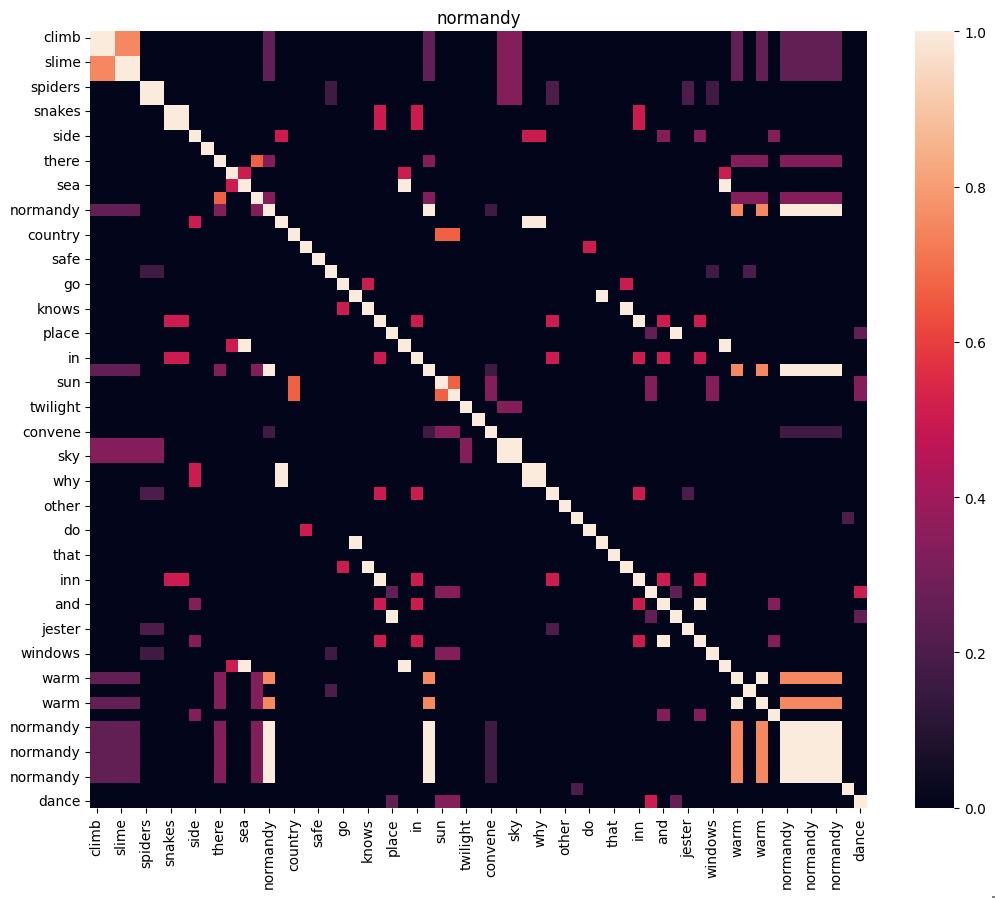 normandy
climb
slime
spiders
snakes
side
there
sea
normandy
country
safe
go
knows
place
in
sun
twilight
convene
sky
why
other
do
that
inn
and
jester
windows
warm
warm
normandy
normandy
normandy
dance
climb
slime
spiders
snakes
side
there
sea
normandy
country
safe
go
knows
place
in
sun
twilight
convene
sky
why
other
do
that
inn
and
jester
windows
warm
warm
normandy
normandy
normandy
dance
1.0
0.8
0.6
0.4
0.2
0.0